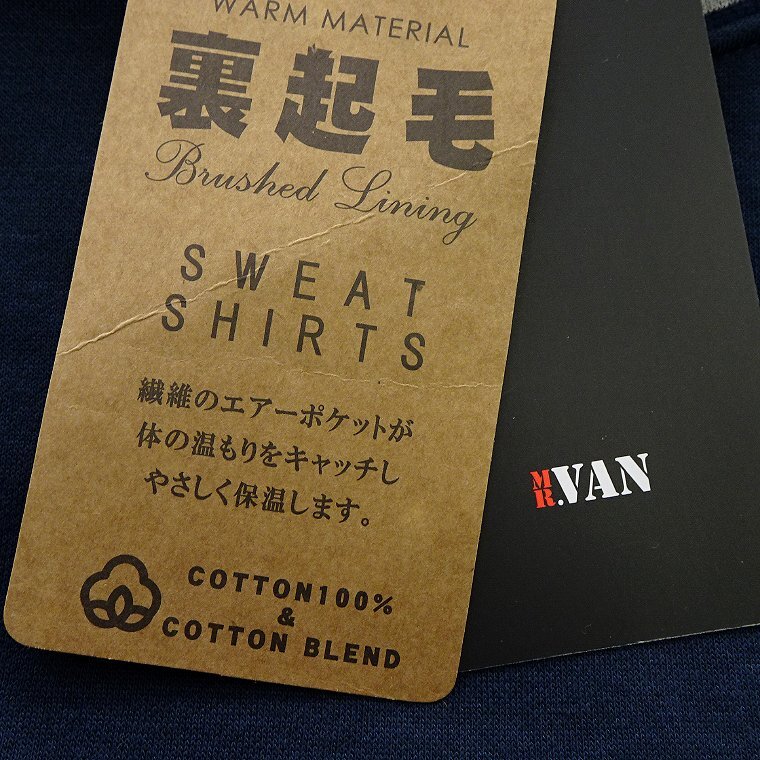 WARM MATERIAL
裏起毛
Brushed Lining
SWEAT
SHIRTS
繊維のエアーポケットが
体の温もりをキャッチし
やさしく保温します。
COTTON100%
&
COTTON BLEND
MR.VAN